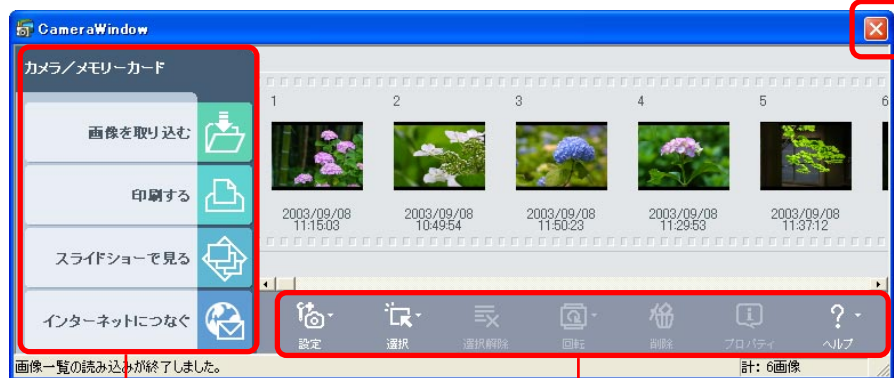 CameraWindow
カメラ／メモリーカード
画像を取り込む
印刷する
スライドショーで見る
インターネットにつなぐ
1 2 3 4 5 6
2003/09/08 2003/09/08 2003/09/08 2003/09/08 2003/09/08
11:15:03 10:49:54 11:50:23 11:29:53 11:37:12
設定 選択 選択解除 回転 削除 プロパティ ヘルプ
画像一覧の読み込みが終了しました。 計: 6画像